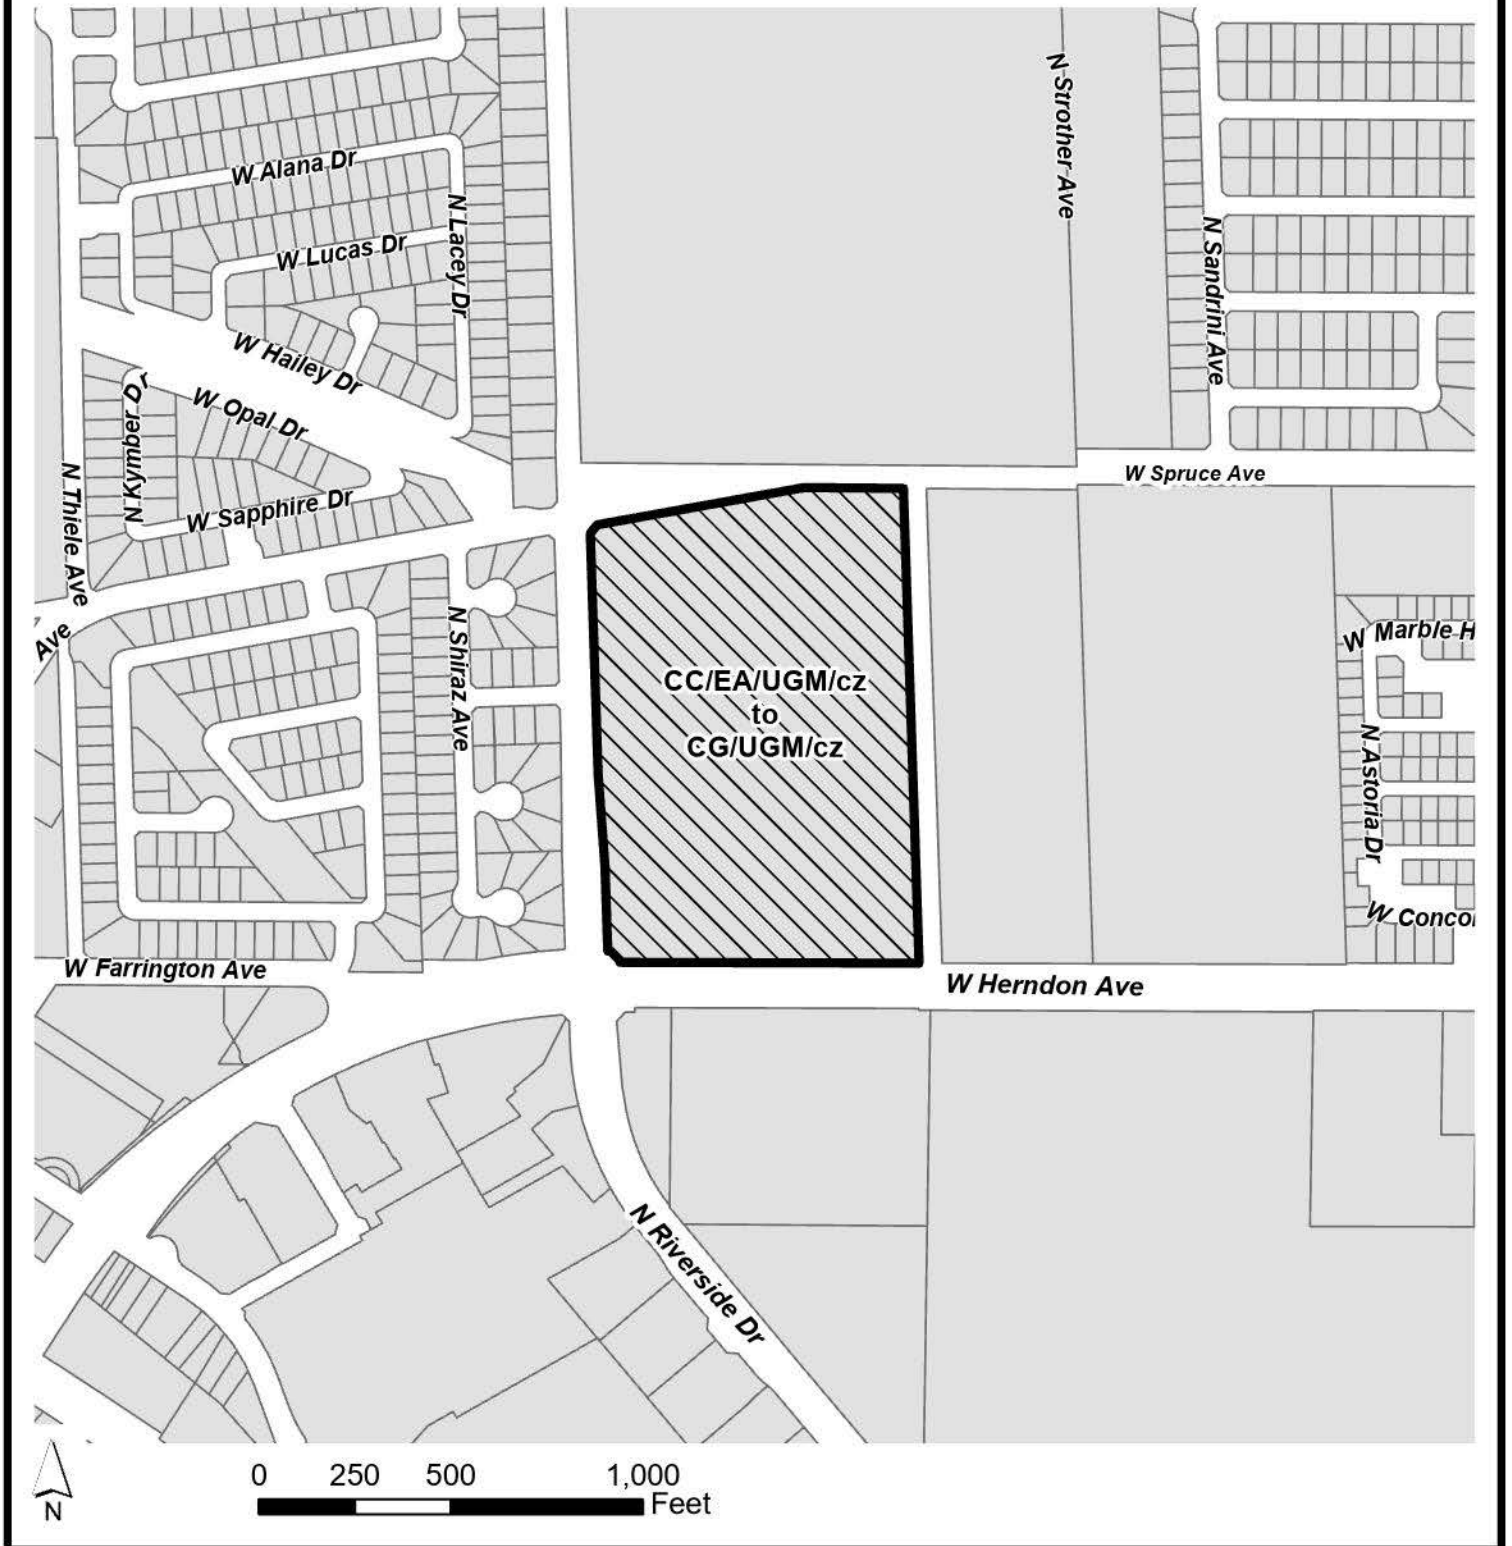 N Strother Ave
W Alana Dr
N Lacey Dr
W Lucas Dr
N Sandrini Ave
W Hailey Dr
W Opal Dr
N Kymber Dr
N Thiele Ave
W Sapphire Dr
W Spruce Ave
Ave
N Shiraz Ave
W Marble H
CC/EA/UGM/cz
to
CG/UGM/cz
N Astoria Dr
W Conco
W Farrington Ave
W Herndon Ave
N Riverside Dr
N
0 250 500 1,000
Feet